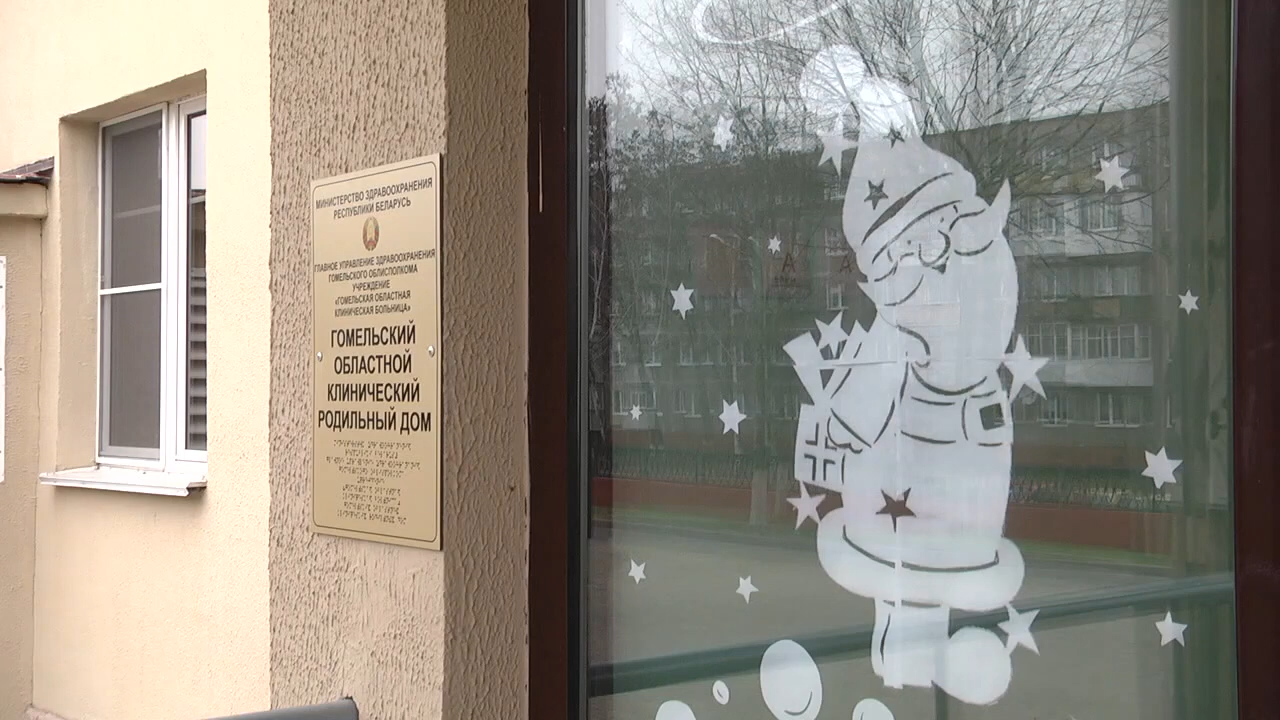 МИНИСТЕРСТВО ЗДРАВООХРАНЕНИЯ
РЕСПУБЛИКИ БЕЛАРУСЬ
ГЛАВНОЕ УПРАВЛЕНИЕ ЗДРАВООХРАНЕНИЯ
ГОМЕЛЬСКОГО ОБЛИСПОЛКОМА
УЧРЕЖДЕНИЕ
«ГОМЕЛЬСКАЯ ОБЛАСТНАЯ
КЛИНИЧЕСКАЯ БОЛЬНИЦА»
ГОМЕЛЬСКИЙ
ОБЛАСТНОЙ
КЛИНИЧЕСКИЙ
РОДИЛЬНЫЙ ДОМ